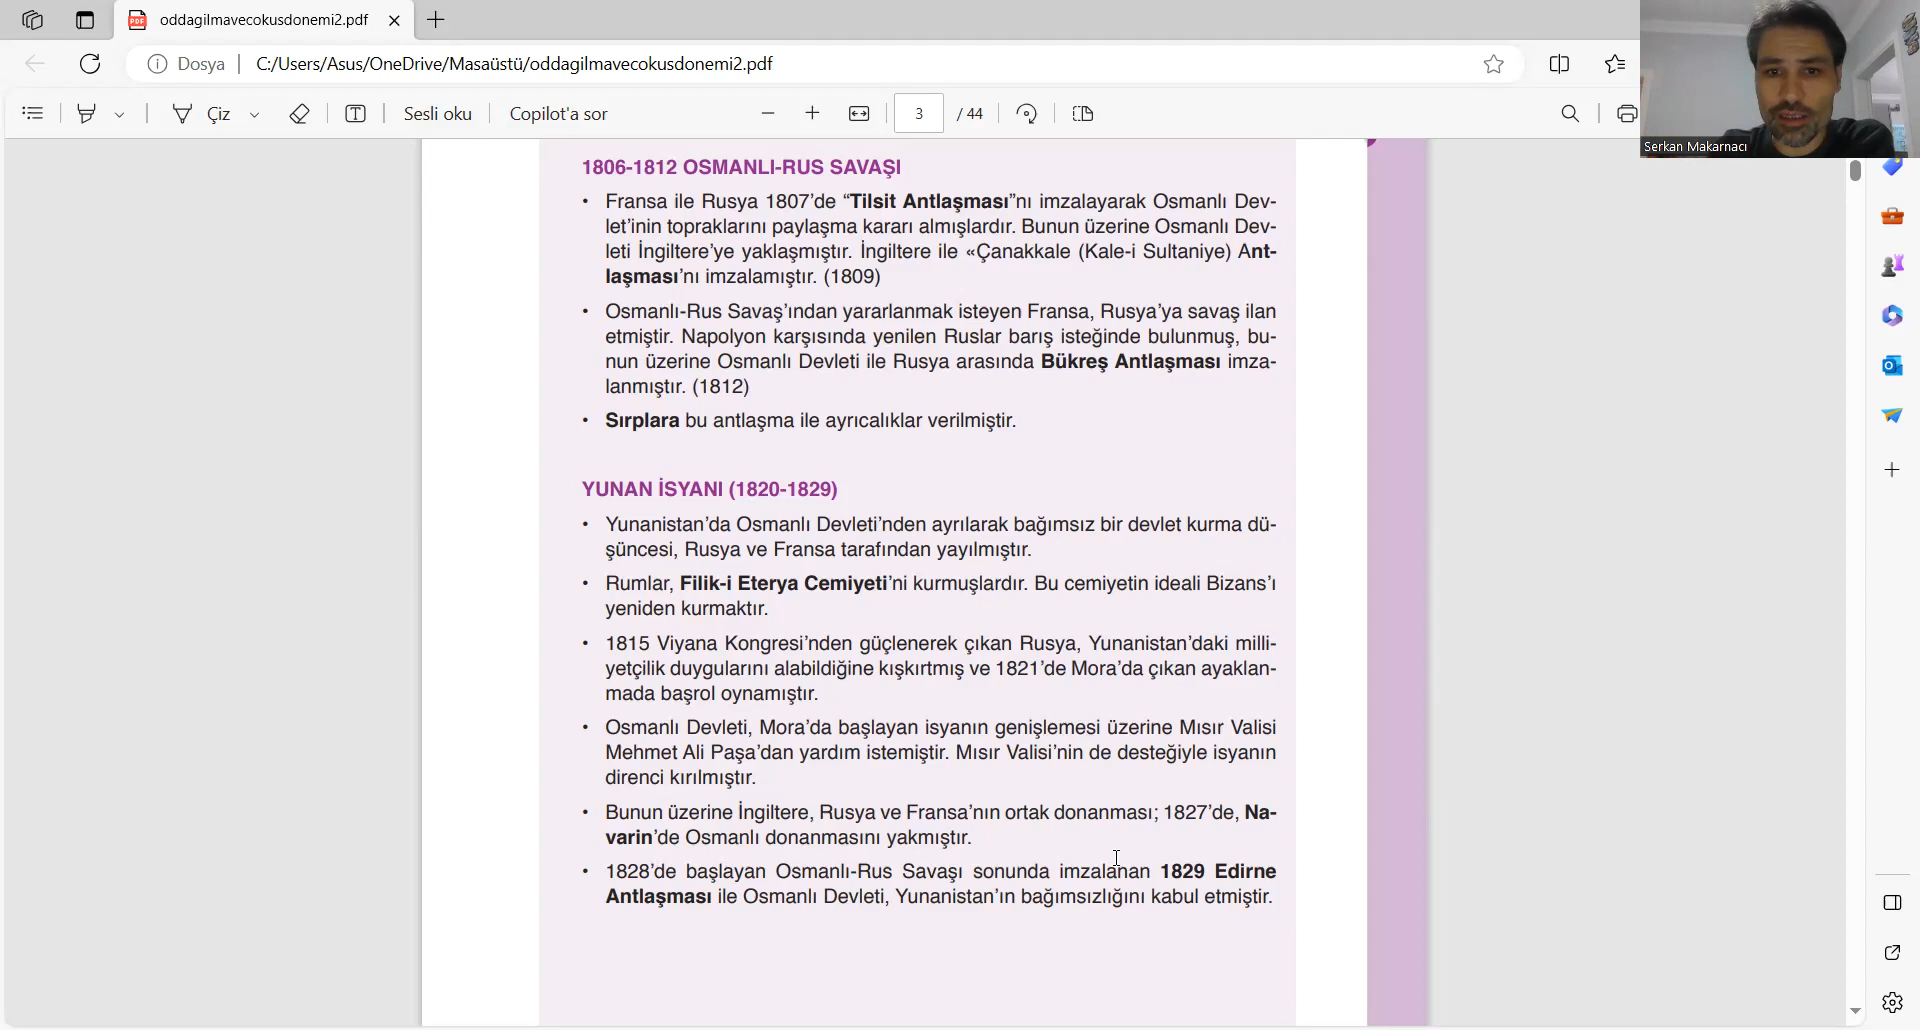 oddagilmavecokusdonemi2.pdf
Dosya
C:/Users/Asus/OneDrive/Masaüstü/oddagilmavecokusdonemi2.pdf
Çiz
Sesli oku
Copilot'a sor
3 / 44
Serkan Makarnacı
1806-1812 OSMANLI-RUS SAVAŞI
• Fransa ile Rusya 1807'de “Tilsit Antlaşması”nı imzalayarak Osmanlı Dev-
let'inin topraklarını paylaşma kararı almışlardır. Bunun üzerine Osmanlı Dev-
leti İngiltere'ye yaklaşmıştır. İngiltere ile «Çanakkale (Kale-i Sultaniye) Ant-
laşması'nı imzalamıştır. (1809)
• Osmanlı-Rus Savaş'ından yararlanmak isteyen Fransa, Rusya'ya savaş ilan
etmiştir. Napolyon karşısında yenilen Ruslar barış isteğinde bulunmuş, bu-
nun üzerine Osmanlı Devleti ile Rusya arasında Bükreş Antlaşması imza-
lanmıştır. (1812)
• Sırplara bu antlaşma ile ayrıcalıklar verilmiştir.
YUNAN İSYANI (1820-1829)
• Yunanistan'da Osmanlı Devleti'nden ayrılarak bağımsız bir devlet kurma dü-
şüncesi, Rusya ve Fransa tarafından yayılmıştır.
• Rumlar, Filik-i Eterya Cemiyeti'ni kurmuşlardır. Bu cemiyetin ideali Bizans'ı
yeniden kurmaktır.
• 1815 Viyana Kongresi'nden güçlenerek çıkan Rusya, Yunanistan'daki milli-
yetçilik duygularını alabildiğine kışkırtmış ve 1821'de Mora'da çıkan ayaklan-
mada başrol oynamıştır.
• Osmanlı Devleti, Mora'da başlayan isyanın genişlemesi üzerine Mısır Valisi
Mehmet Ali Paşa'dan yardım istemiştir. Mısır Valisi'nin de desteğiyle isyanın
direnci kırılmıştır.
• Bunun üzerine İngiltere, Rusya ve Fransa'nın ortak donanması; 1827'de, Na-
varin'de Osmanlı donanmasını yakmıştır.
• 1828'de başlayan Osmanlı-Rus Savaşı sonunda imzalanan 1829 Edirne
Antlaşması ile Osmanlı Devleti, Yunanistan'ın bağımsızlığını kabul etmiştir.